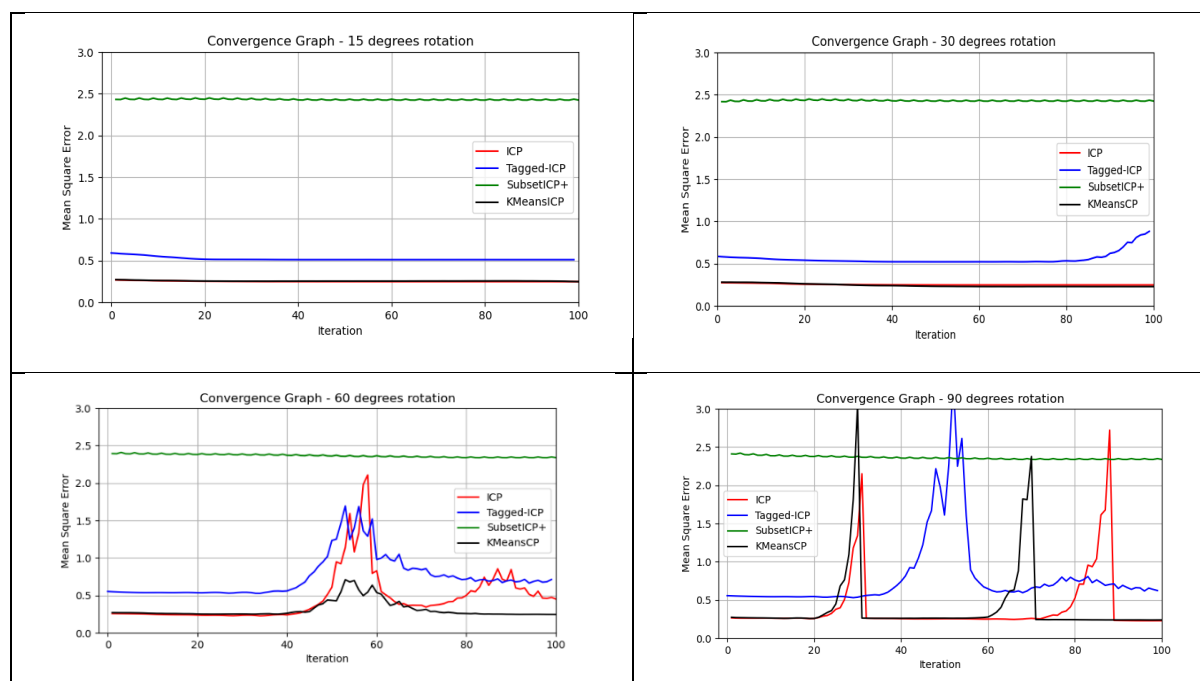 Convergence Graph - 15 degrees rotation
3.0
2.5
2.0
1.5
1.0
0.5
0.0
Mean Square Error
ICP
Tagged-ICP
SubsetICP+
KMeansICP
0 20 40 60 80 100
Iteration
Convergence Graph - 30 degrees rotation
3.0
2.5
2.0
1.5
1.0
0.5
0.0
Mean Square Error
ICP
Tagged-ICP
SubsetICP+
KMeansCP
0 20 40 60 80 100
Iteration
Convergence Graph - 60 degrees rotation
3.0
2.5
2.0
1.5
1.0
0.5
0.0
Mean Square Error
ICP
Tagged-ICP
SubsetICP+
KMeansCP
0 20 40 60 80 100
Iteration
Convergence Graph - 90 degrees rotation
3.0
2.5
2.0
1.5
1.0
0.5
0.0
Mean Square Error
ICP
Tagged-ICP
SubsetICP+
KMeansCP
0 20 40 60 80 100
Iteration